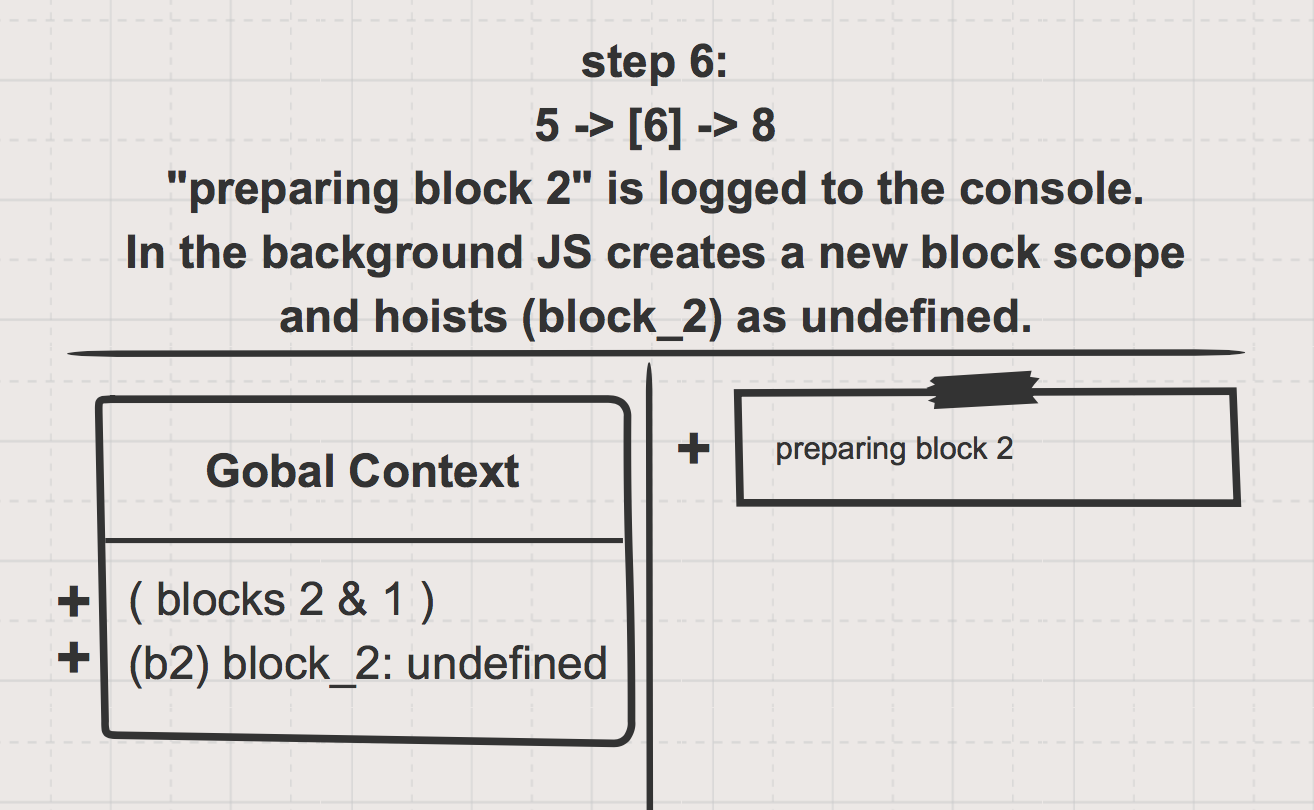 step 6:
5 -> [6] -> 8
"preparing block 2" is logged to the console.
In the background JS creates a new block scope
and hoists (block_2) as undefined.
Gobal Context
+ ( blocks 2 & 1 )
+ (b2) block_2: undefined
+ preparing block 2